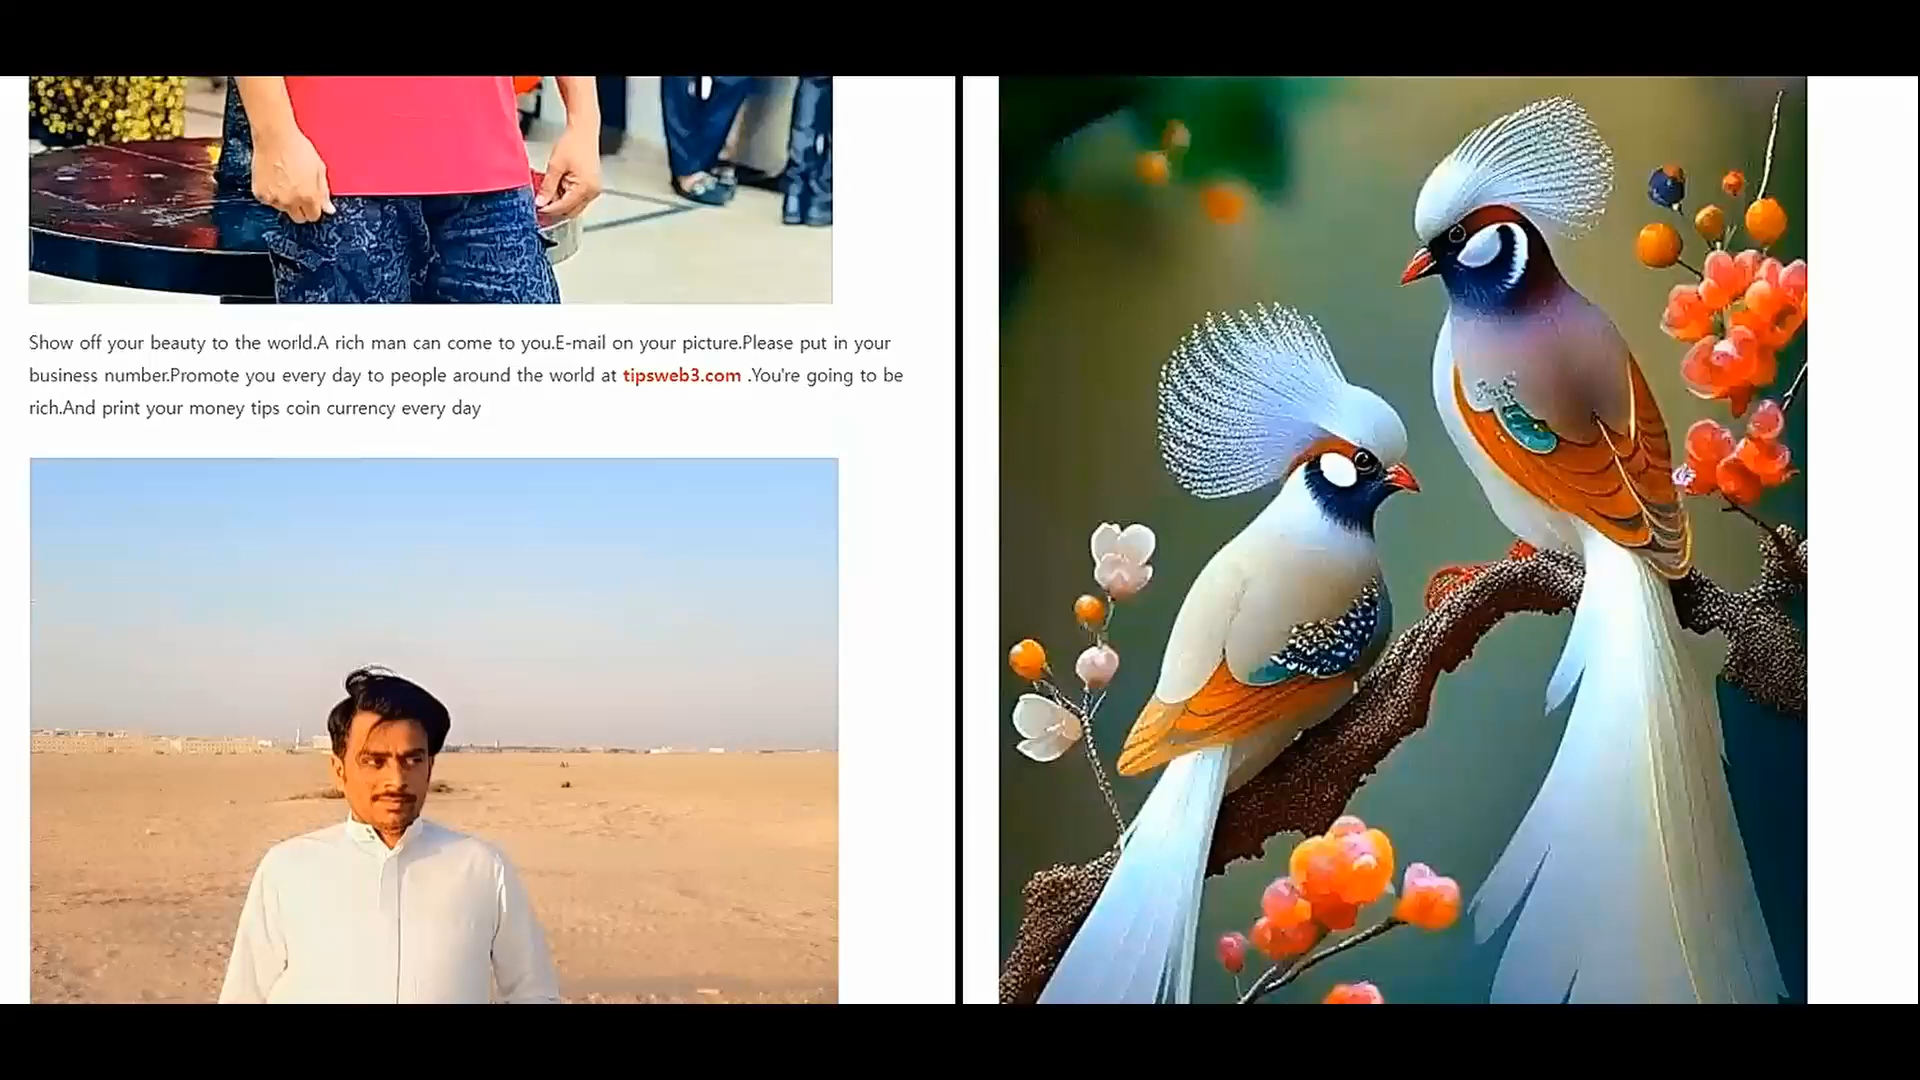 Show off your beauty to the world.A rich man can come to you.E-mail on your picture.Please put in your
business number.Promote you every day to people around the world at tipsweb3.com .You're going to be
rich.And print your money tips coin currency every day